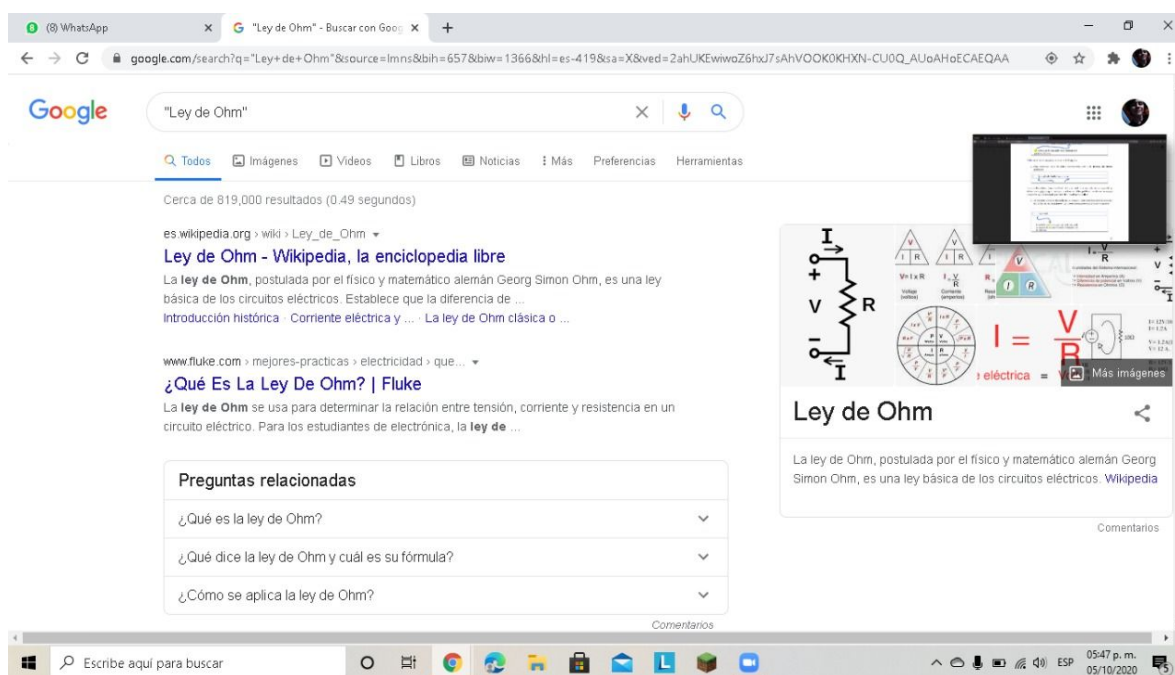 (8) WhatsApp
"Ley de Ohm" - Buscar con Goog
google.com/search?q="Ley+de+Ohm"&source=lmns&bih=657&biw=1366&hl=es-419&sa=X&ved=2ahUKEwiwoZ6hxJ7sAhVOOK0KHXN-CU0Q_AUoAHoECAEQAA
Google
"Ley de Ohm"
Todos Imágenes Videos Libros Noticias Más Preferencias Herramientas
Cerca de 819,000 resultados (0.49 segundos)
es.wikipedia.org › wiki › Ley_de_Ohm
Ley de Ohm - Wikipedia, la enciclopedia libre
La ley de Ohm, postulada por el físico y matemático alemán Georg Simon Ohm, es una ley
básica de los circuitos eléctricos. Establece que la diferencia de ...
Introducción histórica · Corriente eléctrica y ... · La ley de Ohm clásica o ...
www.fluke.com › mejores-practicas › electricidad › que...
¿Qué Es La Ley De Ohm? | Fluke
La ley de Ohm se usa para determinar la relación entre tensión, corriente y resistencia en un
circuito eléctrico. Para los estudiantes de electrónica, la ley de ...
Preguntas relacionadas
¿Qué es la ley de Ohm?
¿Qué dice la ley de Ohm y cuál es su fórmula?
¿Cómo se aplica la ley de Ohm?
Comentarios
I
+
V R
-
I
V
I R
V
I R
V
I R
V=I x R
Voltaje
(voltios)
Corriente
(amperios)
I = V
R
eléctrica =
Más imágenes
Ley de Ohm
La ley de Ohm, postulada por el físico y matemático alemán Georg
Simon Ohm, es una ley básica de los circuitos eléctricos. Wikipedia
Comentarios
Escribe aquí para buscar
L
ESP
05:47 p. m.
05/10/2020
5